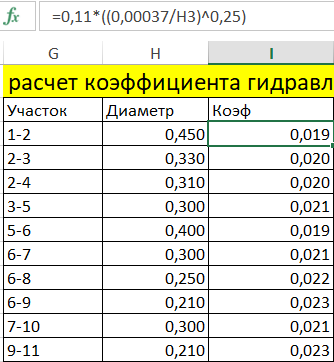 fx =0,11*((0,00037/H3)^0,25)
G H I
расчет коэффициента гидравл
Участок Диаметр Коэф
1-2 0,450 0,019
2-3 0,330 0,020
2-4 0,310 0,020
3-5 0,300 0,021
5-6 0,400 0,019
6-7 0,300 0,021
6-8 0,250 0,022
6-9 0,210 0,023
7-10 0,300 0,021
9-11 0,210 0,023